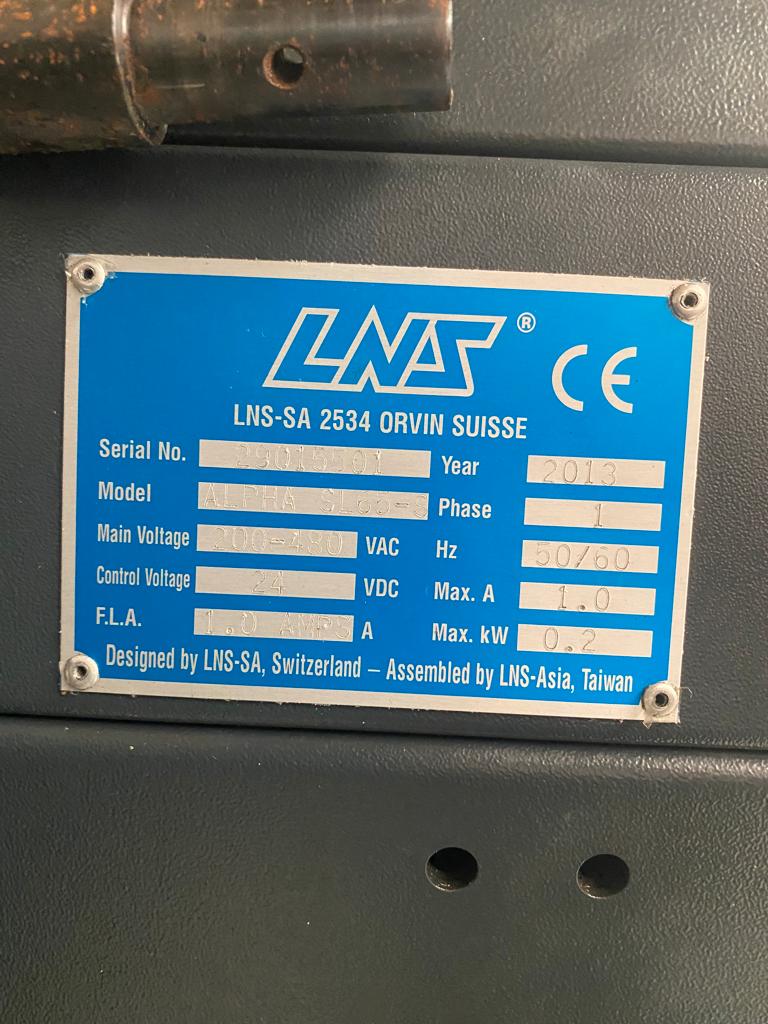 LNS®
CE
LNS-SA 2534 ORVIN SUISSE
Serial No. 29015501 Year 2013
Model ALPHA SL65-S Phase 1
Main Voltage 200-480 VAC Hz 50/60
Control Voltage 24 VDC Max. A 1.0
F.L.A. 1.0 AMPS A Max. kW 0.2
Designed by LNS-SA, Switzerland – Assembled by LNS-Asia, Taiwan